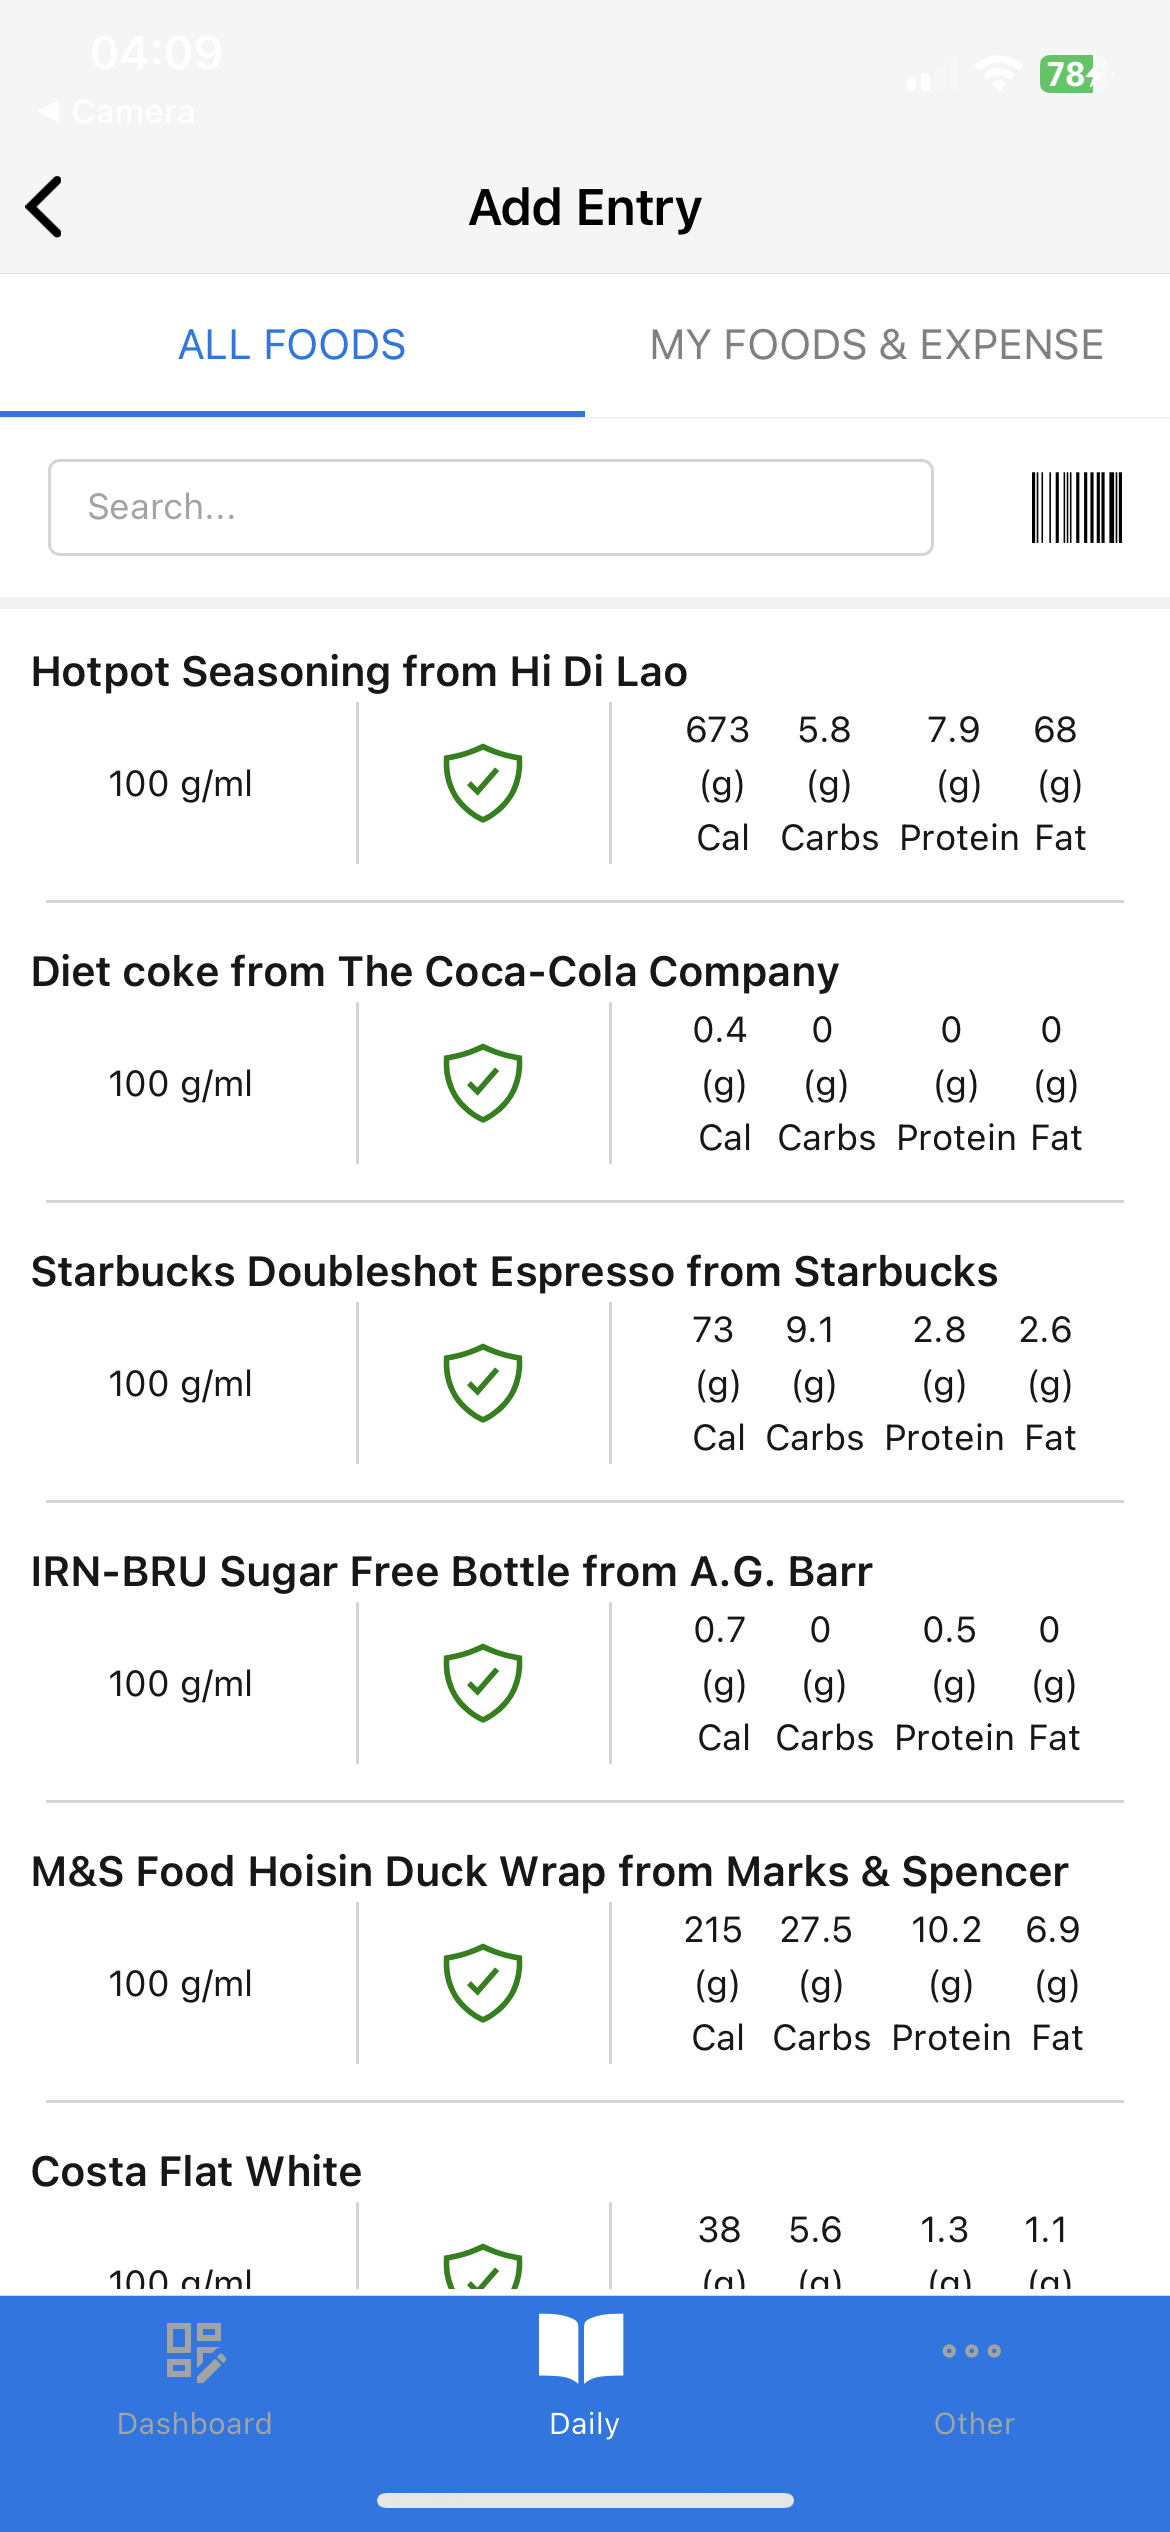 04:09
78
◀ Camera
Add Entry
ALL FOODS
MY FOODS & EXPENSE
Search...
Hotpot Seasoning from Hi Di Lao
100 g/ml
673 5.8 7.9 68
(g) (g) (g) (g)
Cal Carbs Protein Fat
Diet coke from The Coca-Cola Company
100 g/ml
0.4 0 0 0
(g) (g) (g) (g)
Cal Carbs Protein Fat
Starbucks Doubleshot Espresso from Starbucks
100 g/ml
73 9.1 2.8 2.6
(g) (g) (g) (g)
Cal Carbs Protein Fat
IRN-BRU Sugar Free Bottle from A.G. Barr
100 g/ml
0.7 0 0.5 0
(g) (g) (g) (g)
Cal Carbs Protein Fat
M&S Food Hoisin Duck Wrap from Marks & Spencer
100 g/ml
215 27.5 10.2 6.9
(g) (g) (g) (g)
Cal Carbs Protein Fat
Costa Flat White
100 g/ml
38 5.6 1.3 1.1
(g) (g) (g) (g)
Dashboard
Daily
Other